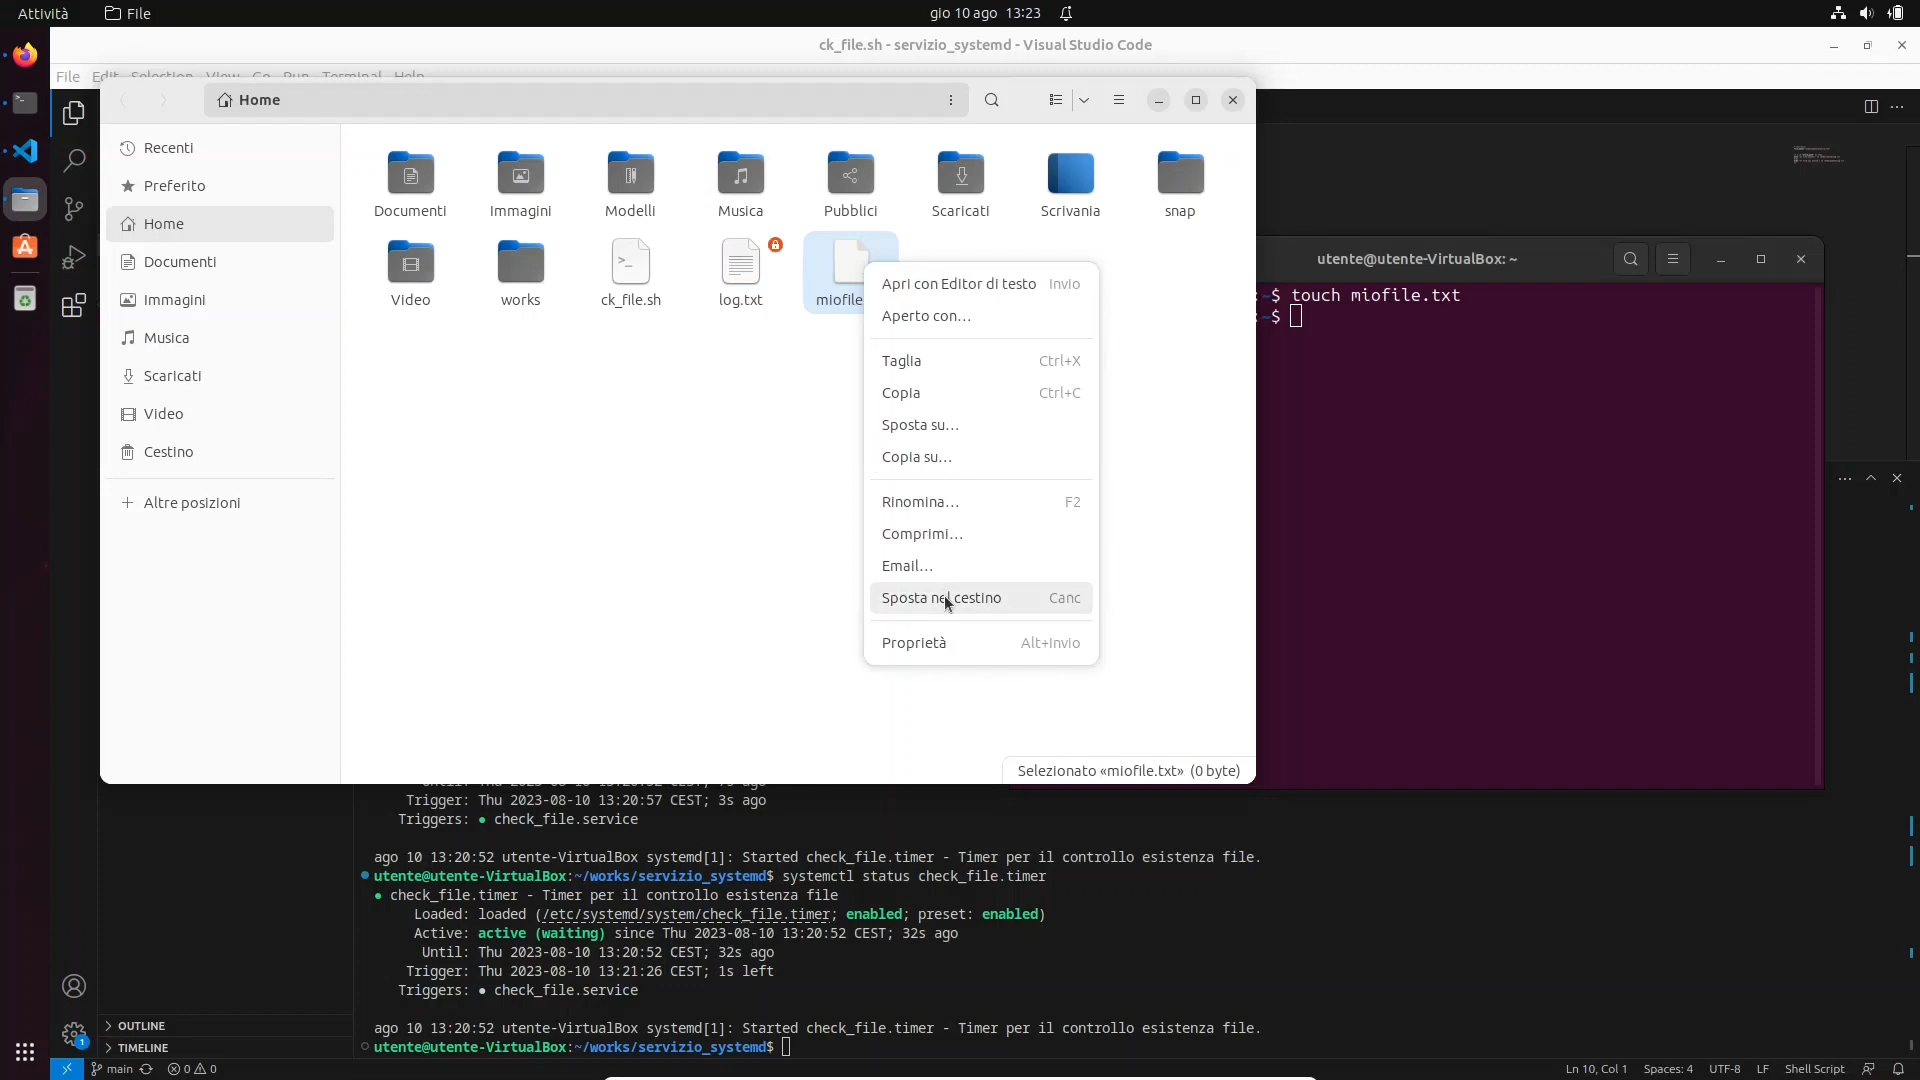 Attività
File
gio 10 ago 13:23
ck_file.sh - servizio_systemd - Visual Studio Code
File Edit Selection View Go Run Terminal Help
Home
Recenti
Preferito
Home
Documenti
Immagini
Musica
Scaricati
Video
Cestino
Altre posizioni
Documenti
Immagini
Modelli
Musica
Pubblici
Scaricati
Scrivania
snap
Video
works
ck_file.sh
log.txt
miofile
Apri con Editor di testo Invio
Aperto con…
Taglia Ctrl+X
Copia Ctrl+C
Sposta su…
Copia su…
Rinomina… F2
Comprimi…
Email…
Sposta nel cestino Canc
Proprietà Alt+Invio
Selezionato «miofile.txt» (0 byte)
utente@utente-VirtualBox: ~
:~$ touch miofile.txt
:~$
Trigger: Thu 2023-08-10 13:20:57 CEST; 3s ago
Triggers: ● check_file.service
ago 10 13:20:52 utente-VirtualBox systemd[1]: Started check_file.timer - Timer per il controllo esistenza file.
utente@utente-VirtualBox:~/works/servizio_systemd$ systemctl status check_file.timer
● check_file.timer - Timer per il controllo esistenza file
Loaded: loaded (/etc/systemd/system/check_file.timer; enabled; preset: enabled)
Active: active (waiting) since Thu 2023-08-10 13:20:52 CEST; 32s ago
Until: Thu 2023-08-10 13:20:52 CEST; 32s ago
Trigger: Thu 2023-08-10 13:21:26 CEST; 1s left
Triggers: ● check_file.service
ago 10 13:20:52 utente-VirtualBox systemd[1]: Started check_file.timer - Timer per il controllo esistenza file.
utente@utente-VirtualBox:~/works/servizio_systemd$
OUTLINE
TIMELINE
1
main
0 0
Ln 10, Col 1 Spaces: 4 UTF-8 LF Shell Script